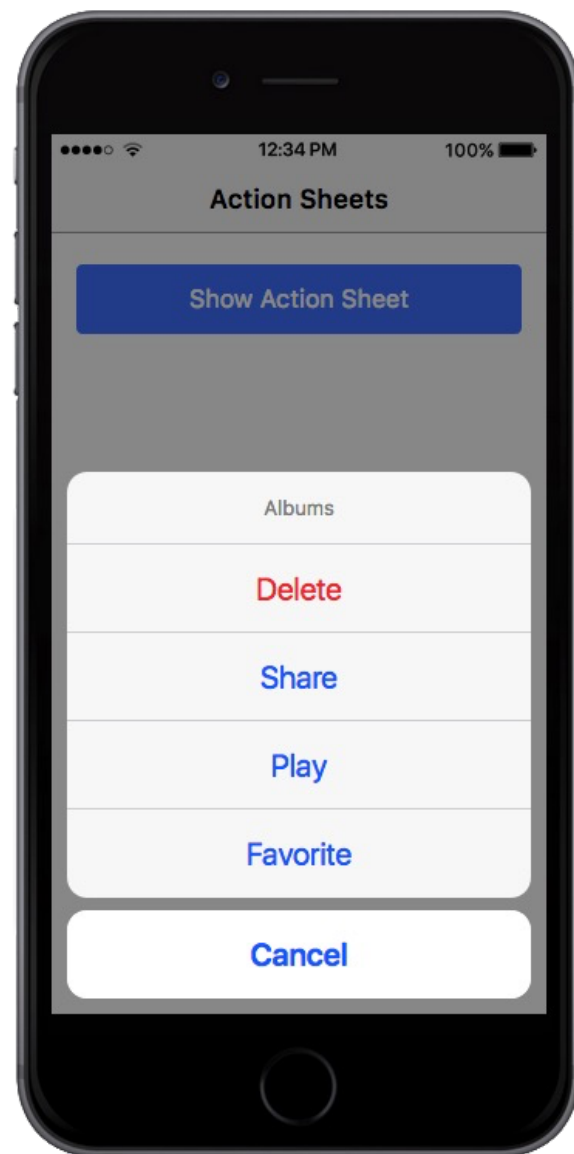 12:34 PM 100%
Action Sheets
Show Action Sheet
Albums
Delete
Share
Play
Favorite
Cancel